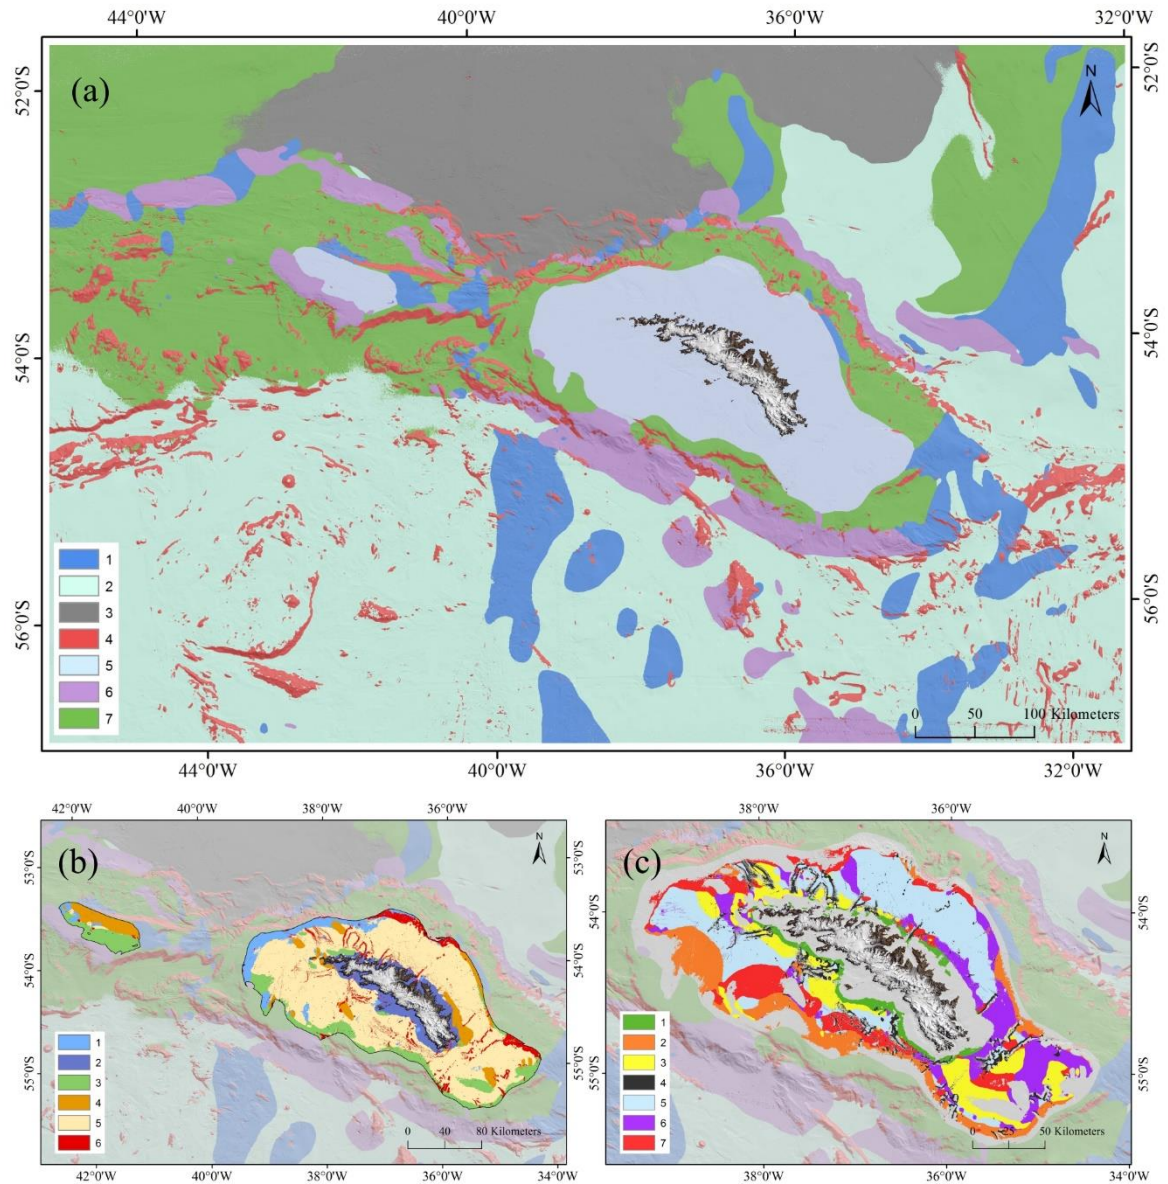 44°0'W 40°0'W 36°0'W 32°0'W
(a)
N
52°0'S 52°0'S
54°0'S 54°0'S
56°0'S 56°0'S
1
2
3
4
5
6
7
0 50 100 Kilometers
44°0'W 40°0'W 36°0'W 32°0'W
42°0'W 40°0'W 38°0'W 36°0'W
(b)
N
53°0'S 53°0'S
54°0'S 54°0'S
55°0'S 55°0'S
1
2
3
4
5
6
0 40 80 Kilometers
42°0'W 40°0'W 38°0'W 36°0'W 34°0'W
38°0'W 36°0'W
(c)
N
54°0'S 54°0'S
55°0'S 55°0'S
1
2
3
4
5
6
7
0 25 50 Kilometers
38°0'W 36°0'W 34°0'W